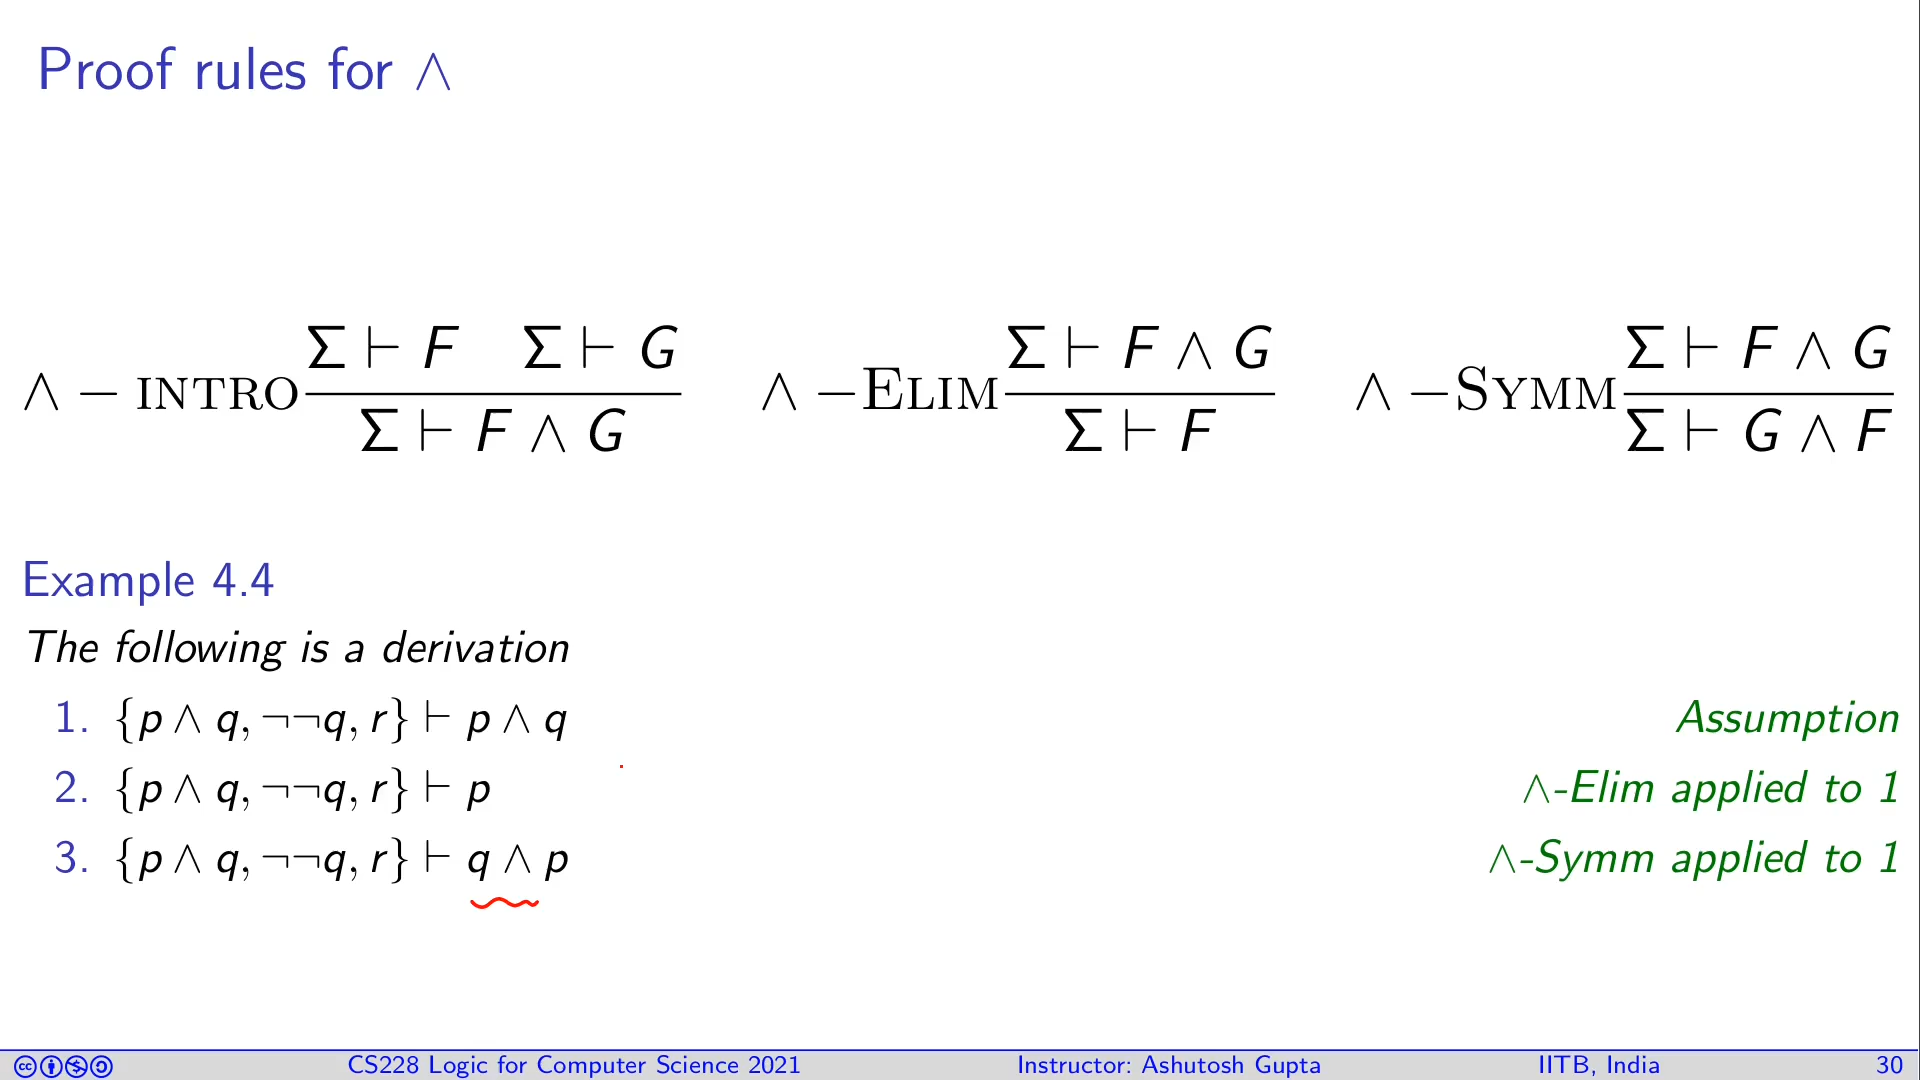 Proof rules for ∧
∧ − INTRO Σ ⊢ F Σ ⊢ G / Σ ⊢ F ∧ G ∧ −ELIM Σ ⊢ F ∧ G / Σ ⊢ F ∧ −SYMM Σ ⊢ F ∧ G / Σ ⊢ G ∧ F
Example 4.4
The following is a derivation
1. {p ∧ q, ¬¬q, r} ⊢ p ∧ q Assumption
2. {p ∧ q, ¬¬q, r} ⊢ p ∧-Elim applied to 1
3. {p ∧ q, ¬¬q, r} ⊢ q ∧ p ∧-Symm applied to 1
CS228 Logic for Computer Science 2021 Instructor: Ashutosh Gupta IITB, India 30